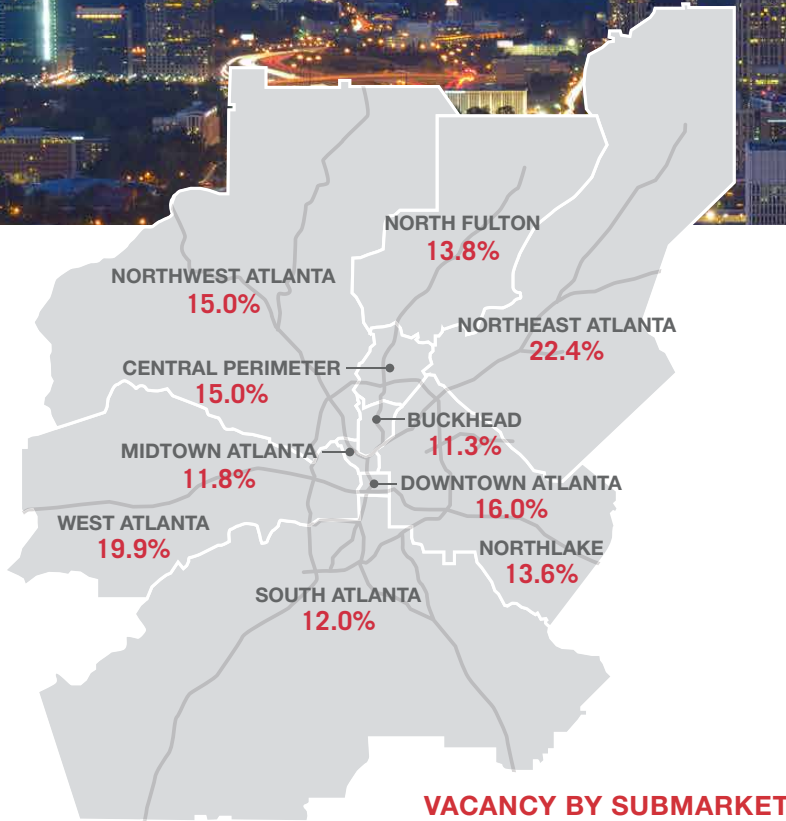 NORTH FULTON
13.8%
NORTHWEST ATLANTA
15.0%
NORTHEAST ATLANTA
22.4%
CENTRAL PERIMETER
15.0%
BUCKHEAD
11.3%
MIDTOWN ATLANTA
11.8%
DOWNTOWN ATLANTA
16.0%
WEST ATLANTA
19.9%
NORTHLAKE
13.6%
SOUTH ATLANTA
12.0%
VACANCY BY SUBMARKET